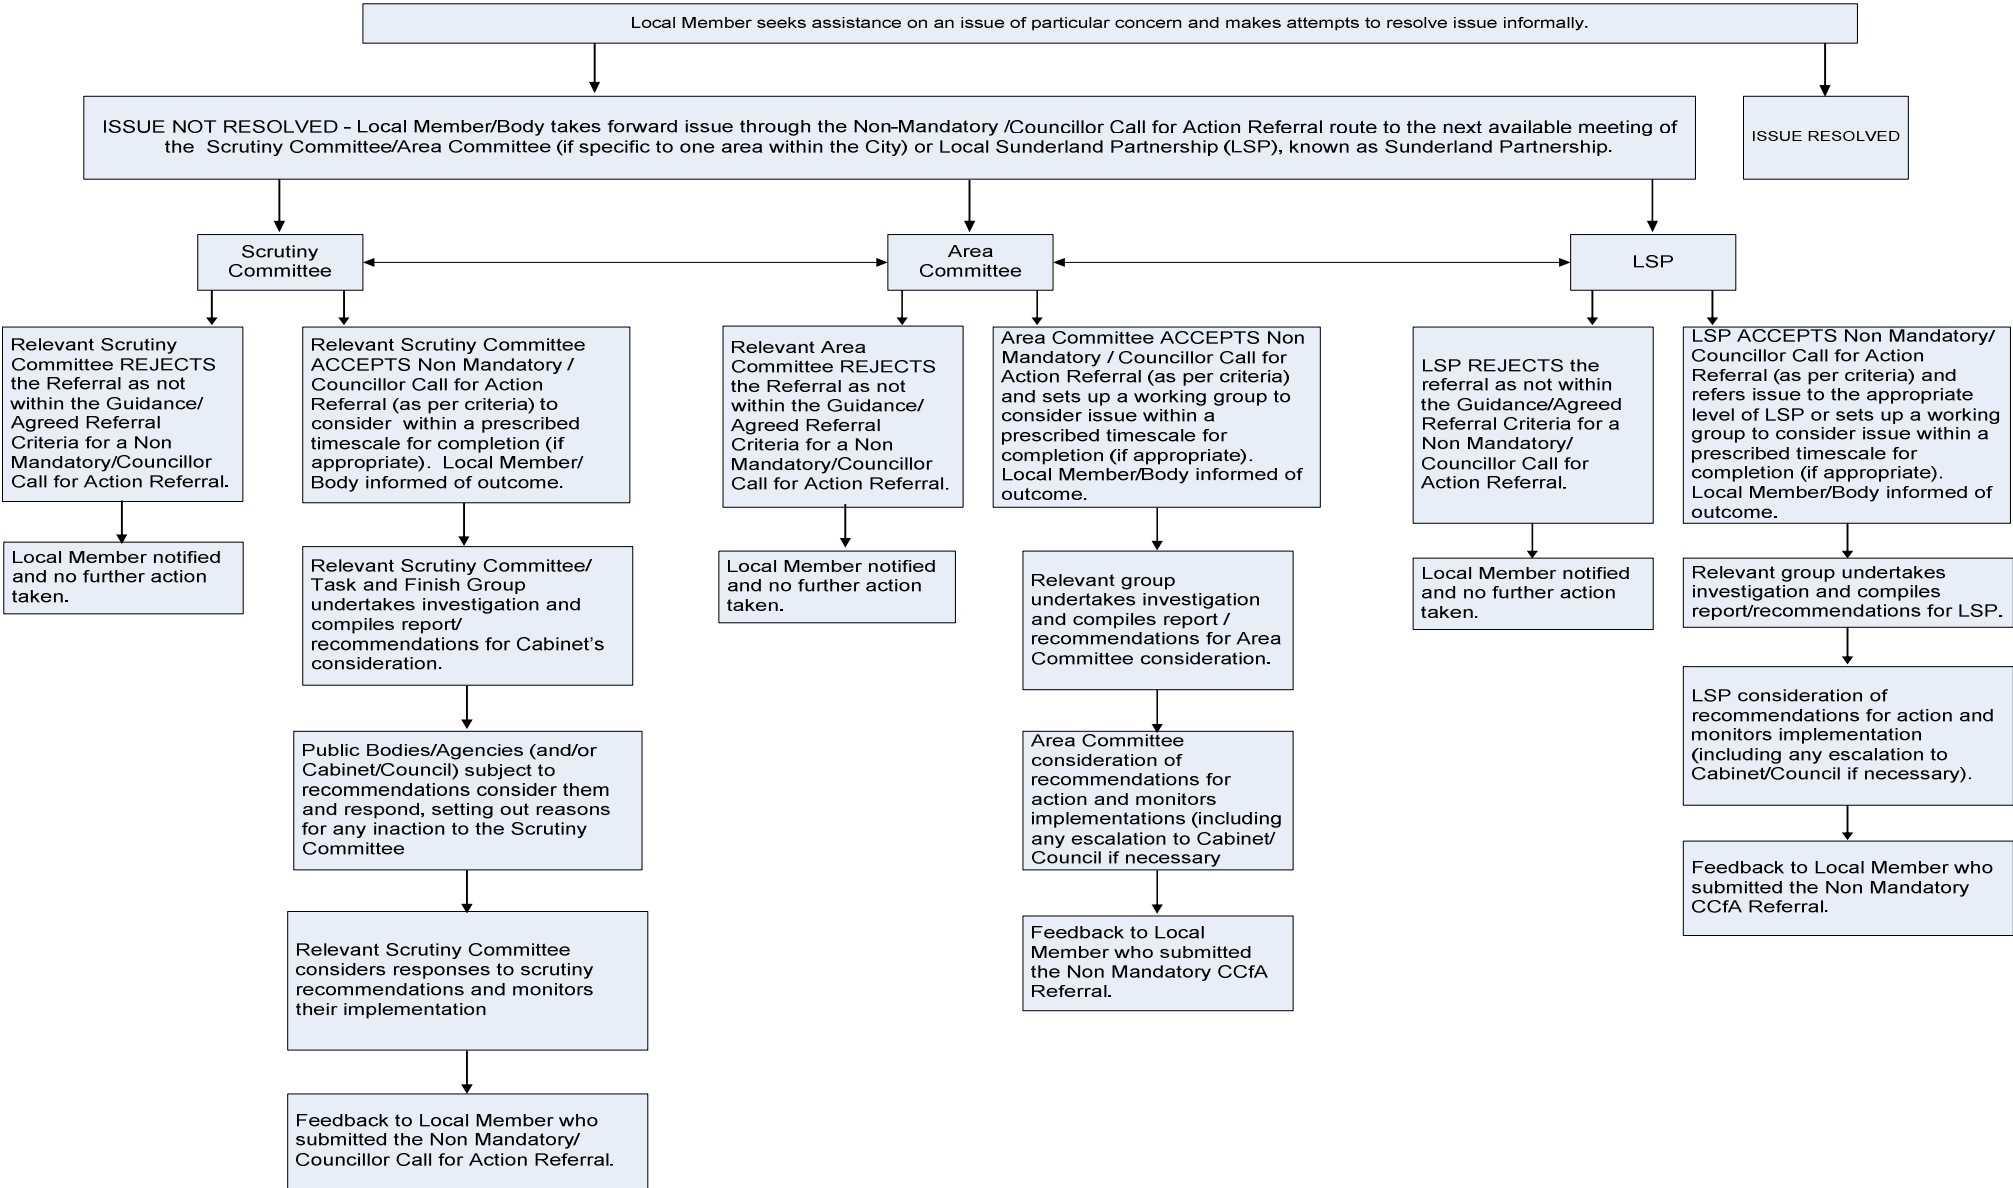 Local Member seeks assistance on an issue of particular concern and makes attempts to resolve issue informally.
ISSUE NOT RESOLVED - Local Member/Body takes forward issue through the Non-Mandatory /Councillor Call for Action Referral route to the next available meeting of
the Scrutiny Committee/Area Committee (if specific to one area within the City) or Local Sunderland Partnership (LSP), known as Sunderland Partnership.
ISSUE RESOLVED
Scrutiny
Committee
Area
Committee
LSP
Relevant Scrutiny
Committee REJECTS
the Referral as not
within the Guidance/
Agreed Referral
Criteria for a Non
Mandatory/Councillor
Call for Action Referral.
Relevant Scrutiny Committee
ACCEPTS Non Mandatory /
Councillor Call for Action
Referral (as per criteria) to
consider within a prescribed
timescale for completion (if
appropriate). Local Member/
Body informed of outcome.
Relevant Area
Committee REJECTS
the Referral as not
within the Guidance/
Agreed Referral
Criteria for a Non
Mandatory/Councillor
Call for Action Referral.
Area Committee ACCEPTS Non
Mandatory / Councillor Call for
Action Referral (as per criteria)
and sets up a working group to
consider issue within a
prescribed timescale for
completion (if appropriate).
Local Member/Body informed of
outcome.
LSP REJECTS the
referral as not within
the Guidance/Agreed
Referral Criteria for a
Non Mandatory/
Councillor Call for
Action Referral.
LSP ACCEPTS Non Mandatory/
Councillor Call for Action
Referral (as per criteria) and
refers issue to the appropriate
level of LSP or sets up a working
group to consider issue within a
prescribed timescale for
completion (if appropriate).
Local Member/Body informed of
outcome.
Local Member notified
and no further action
taken.
Relevant Scrutiny Committee/
Task and Finish Group
undertakes investigation and
compiles report/
recommendations for Cabinet's
consideration.
Local Member notified
and no further action
taken.
Relevant group
undertakes investigation
and compiles report /
recommendations for Area
Committee consideration.
Local Member notified
and no further action
taken.
Relevant group undertakes
investigation and compiles
report/recommendations for LSP.
Public Bodies/Agencies (and/or
Cabinet/Council) subject to
recommendations consider them
and respond, setting out reasons
for any inaction to the Scrutiny
Committee
Area Committee
consideration of
recommendations for
action and monitors
implementations (including
any escalation to Cabinet/
Council if necessary
LSP consideration of
recommendations for action and
monitors implementation
(including any escalation to
Cabinet/Council if necessary).
Relevant Scrutiny Committee
considers responses to scrutiny
recommendations and monitors
their implementation
Feedback to Local
Member who submitted
the Non Mandatory CCfA
Referral.
Feedback to Local Member who
submitted the Non Mandatory
CCfA Referral.
Feedback to Local Member who
submitted the Non Mandatory/
Councillor Call for Action Referral.